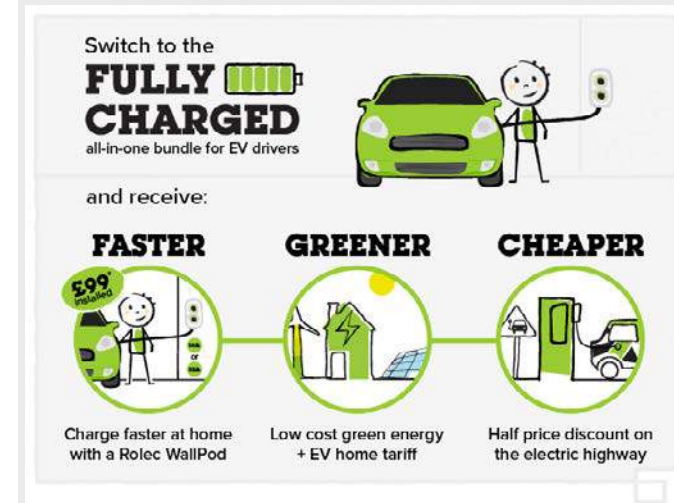 Switch to the
FULLY
CHARGED
all-in-one bundle for EV drivers
and receive:
FASTER
GREENER
CHEAPER
£99*
installed
or
Charge faster at home
with a Rolec WallPod
Low cost green energy
+ EV home tariff
Half price discount on
the electric highway